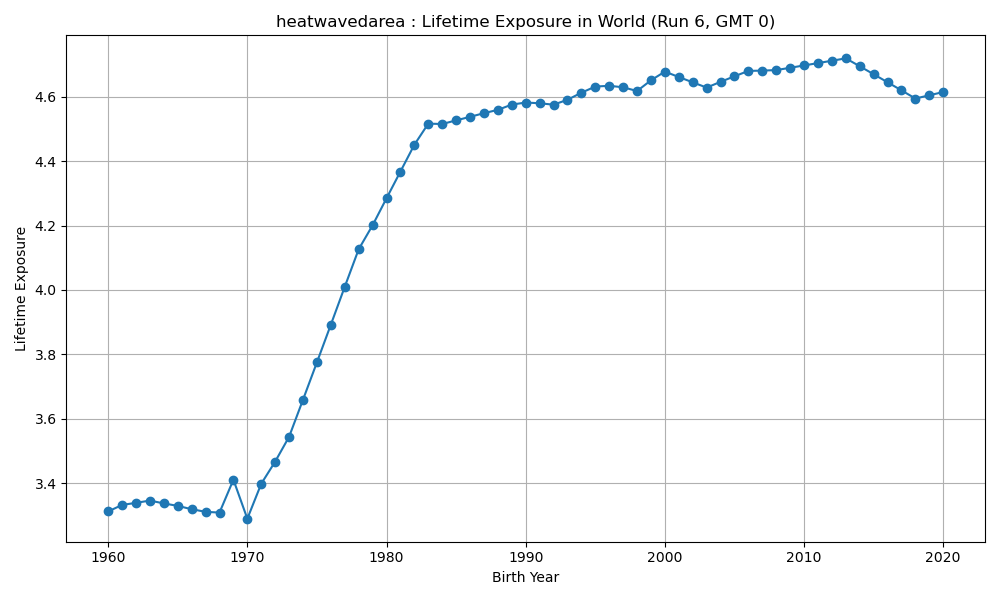 heatwavedarea : Lifetime Exposure in World (Run 6, GMT 0)
Lifetime Exposure
4.6
4.4
4.2
4.0
3.8
3.6
3.4
1960 1970 1980 1990 2000 2010 2020
Birth Year